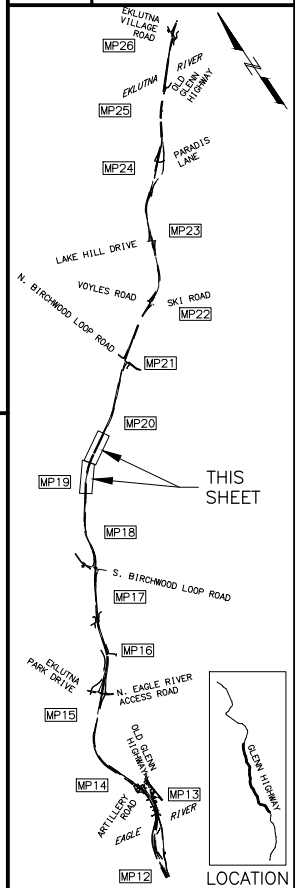 EKLUTNA
VILLAGE
ROAD
MP26
EKLUTNA RIVER
OLD
GLENN
HIGHWAY
MP25
PARADIS
LANE
MP24
MP23
LAKE HILL DRIVE
VOYLES ROAD
SKI ROAD
MP22
N. BIRCHWOOD LOOP ROAD
MP21
MP20
THIS
SHEET
MP19
MP18
S. BIRCHWOOD LOOP ROAD
MP17
MP16
EKLUTNA
PARK DRIVE
N. EAGLE RIVER
ACCESS ROAD
MP15
OLD GLENN
HIGHWAY
MP14
MP13
ARTILLERY
ROAD
EAGLE RIVER
MP12
GLENN HIGHWAY
LOCATION
N